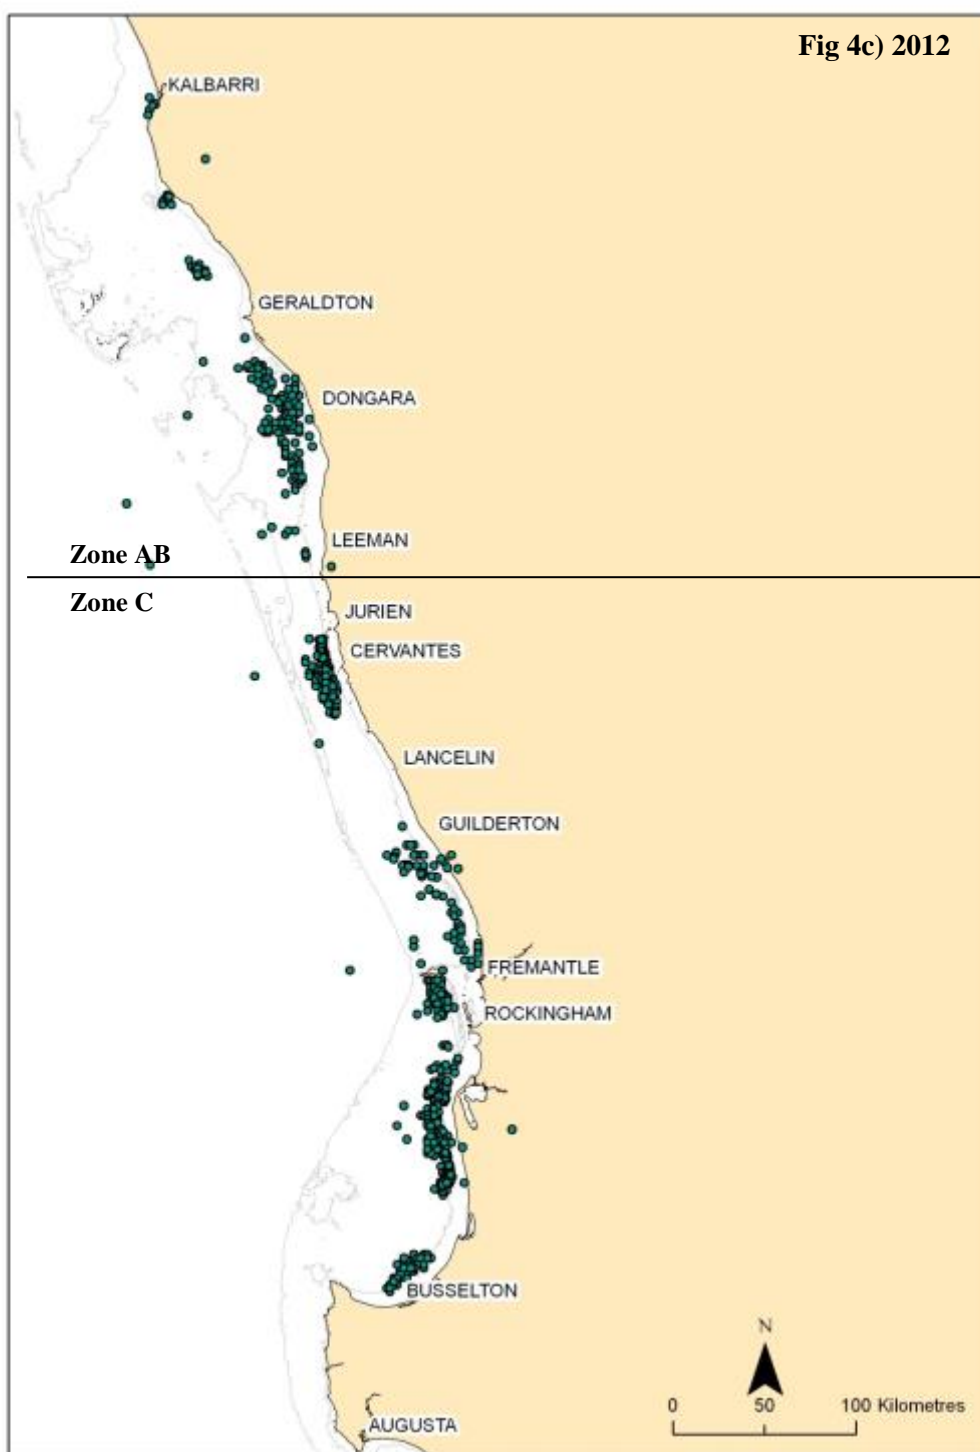 Fig 4c) 2012
KALBARRI
GERALDTON
DONGARA
LEEMAN
Zone AB
Zone C
JURIEN
CERVANTES
LANCELIN
GUILDERTON
FREMANTLE
ROCKINGHAM
BUSSELTON
N
0 50 100 Kilometres
AUGUSTA